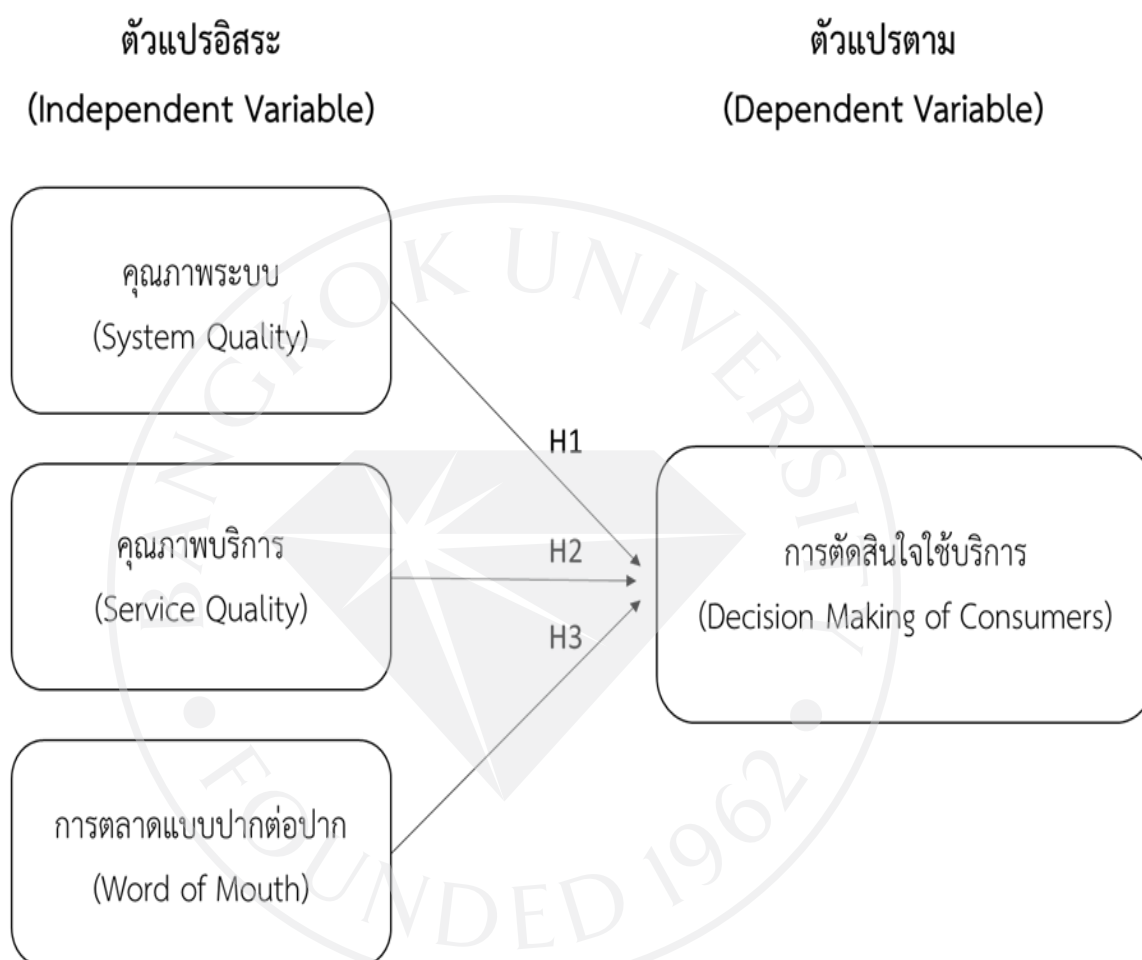 ตัวแปรอิสระ
(Independent Variable)
ตัวแปรตาม
(Dependent Variable)
คุณภาพระบบ
(System Quality)
H1
คุณภาพบริการ
(Service Quality)
H2
H3
การตัดสินใจใช้บริการ
(Decision Making of Consumers)
การตลาดแบบปากต่อปาก
(Word of Mouth)
BANGKOK UNIVERSITY
FOUNDED 1962